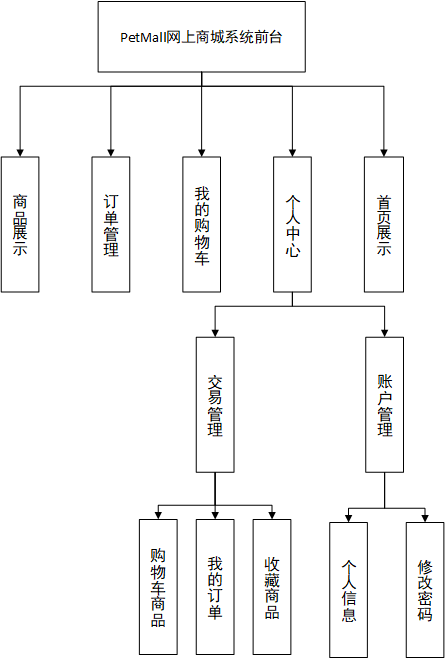 PetMall网上商城系统前台
商品展示
订单管理
我的购物车
个人中心
首页展示
交易管理
账户管理
购物车商品
我的订单
收藏商品
个人信息
修改密码